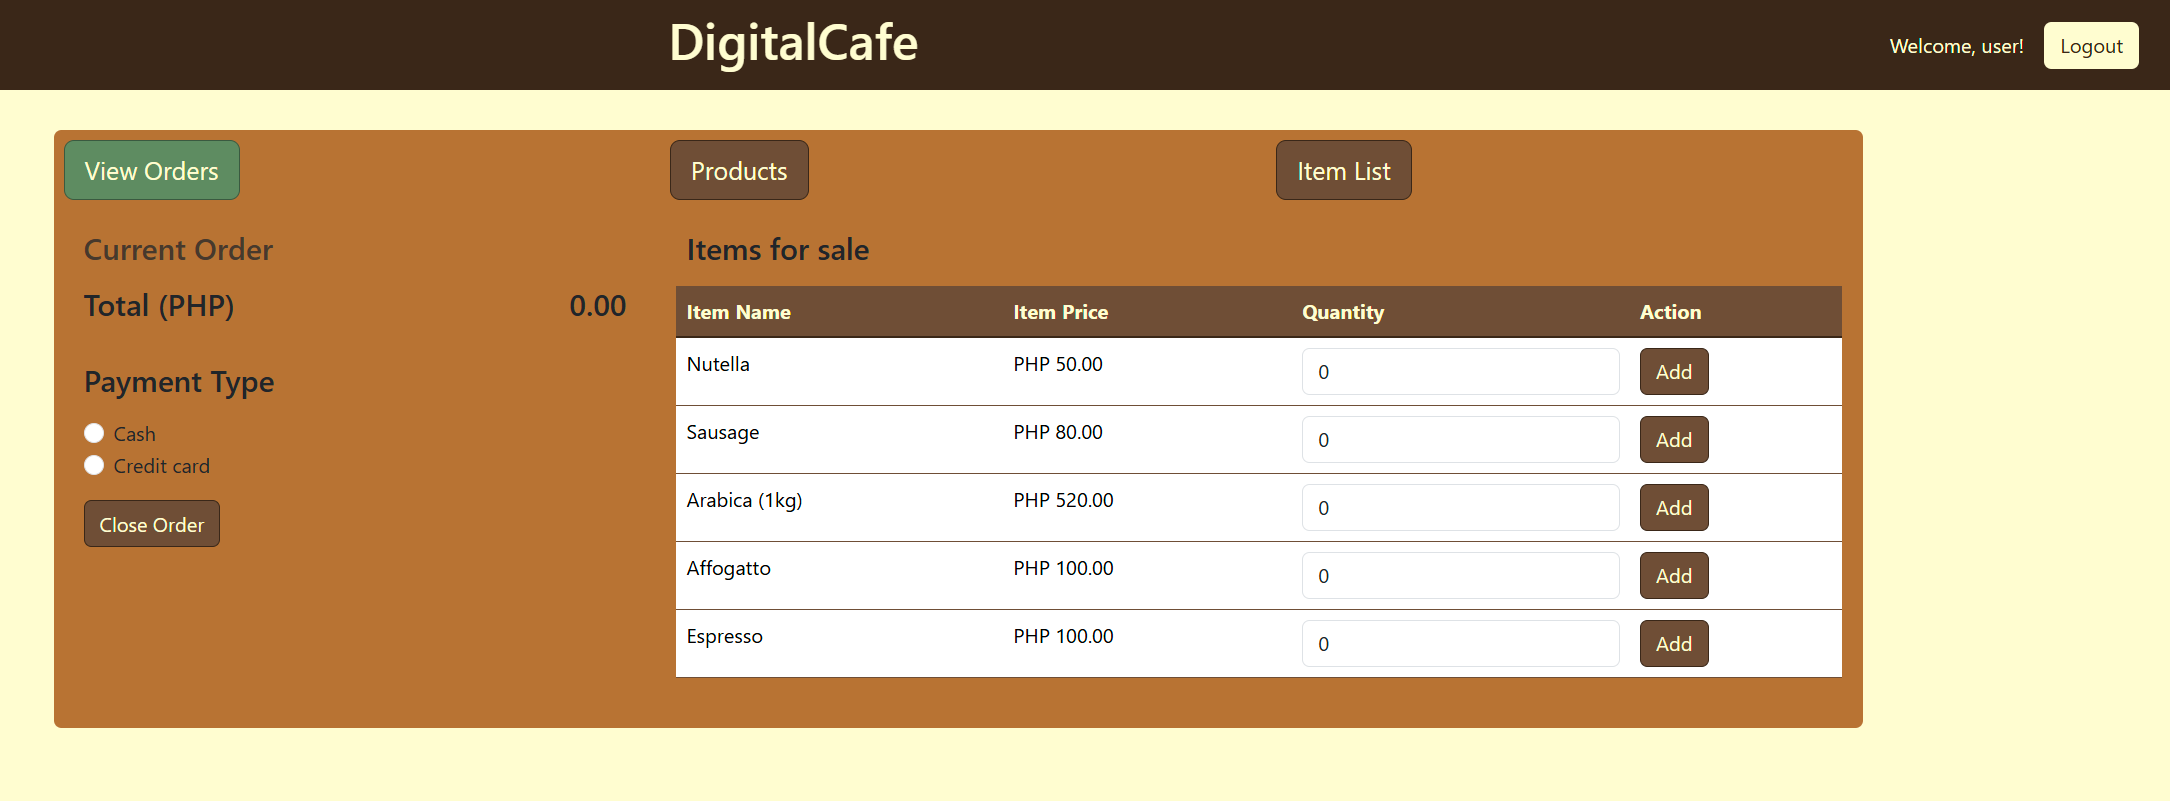 DigitalCafe
Welcome, user! Logout
View Orders Products Item List
Current Order
Total (PHP) 0.00
Payment Type
Cash
Credit card
Close Order
Items for sale
Item Name Item Price Quantity Action
Nutella PHP 50.00 0 Add
Sausage PHP 80.00 0 Add
Arabica (1kg) PHP 520.00 0 Add
Affogatto PHP 100.00 0 Add
Espresso PHP 100.00 0 Add